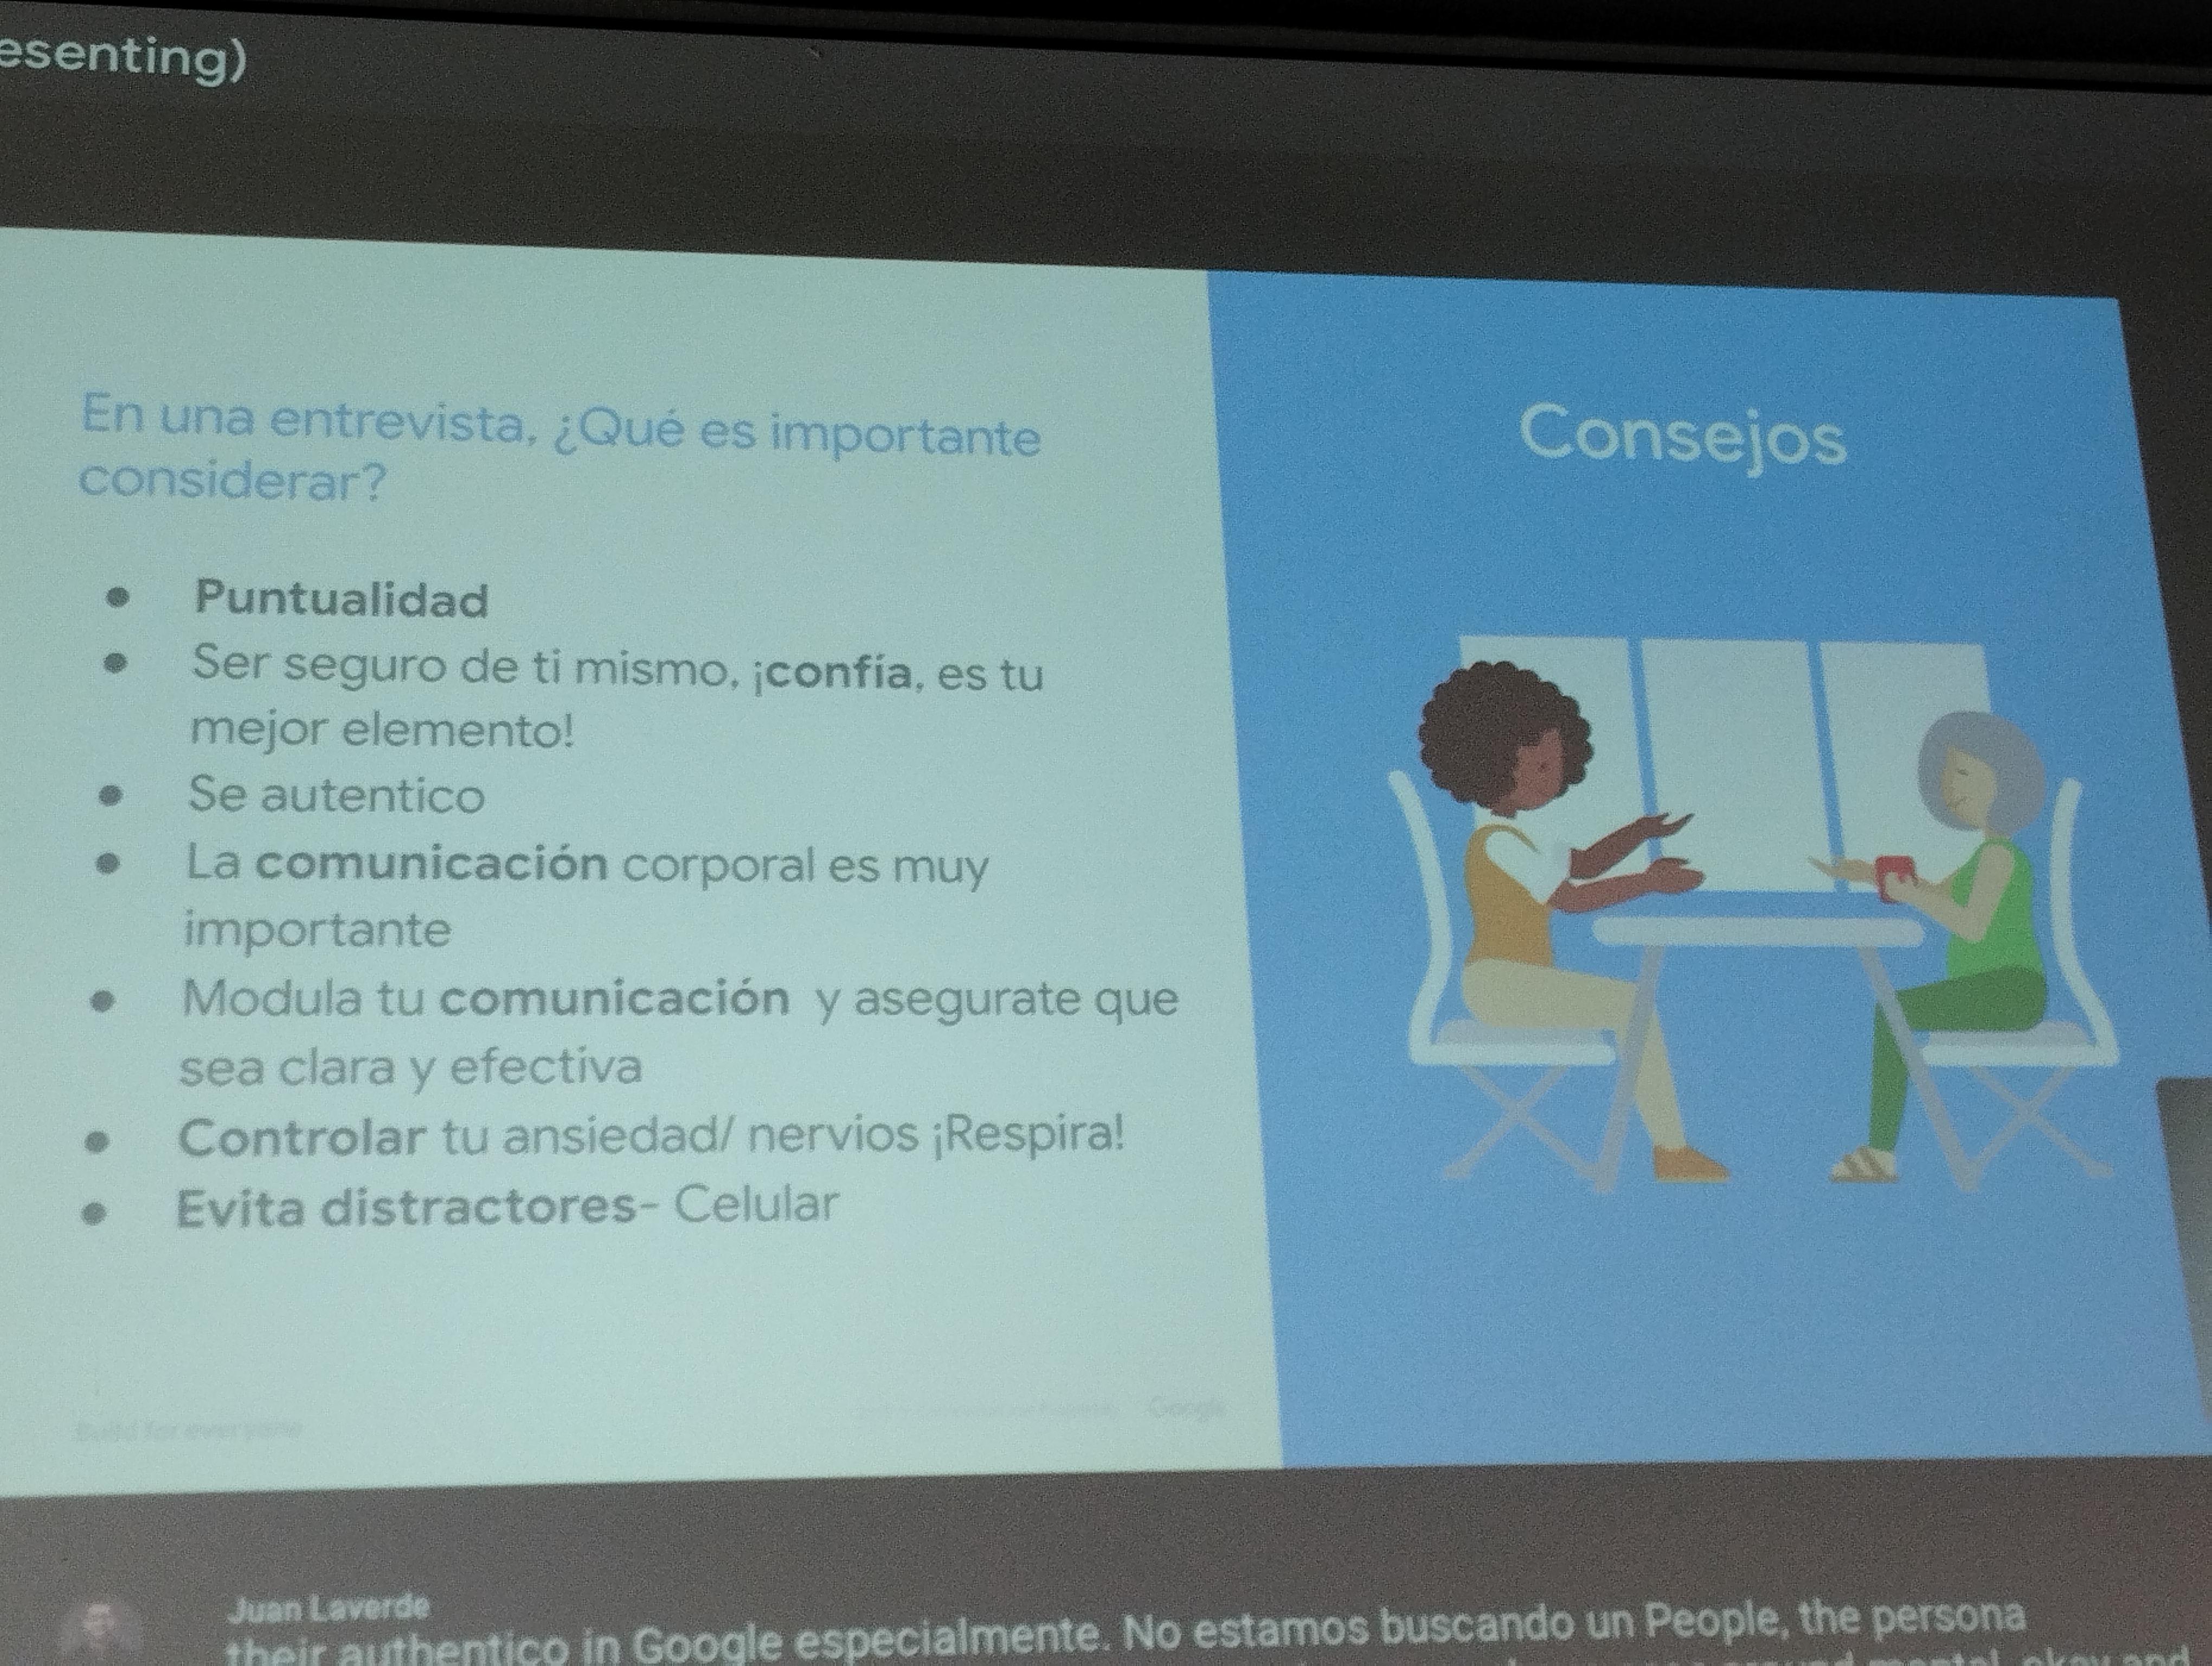 esenting)
En una entrevista, ¿Qué es importante
considerar?
Consejos
● Puntualidad
● Ser seguro de ti mismo, ¡confía, es tu
mejor elemento!
● Se autentico
● La comunicación corporal es muy
importante
● Modula tu comunicación y asegurate que
sea clara y efectiva
● Controlar tu ansiedad/ nervios ¡Respira!
● Evita distractores- Celular
Build for everyone
Google
Juan Laverde
their authentico in Google especialmente. No estamos buscando un People, the persona
mental, okay and